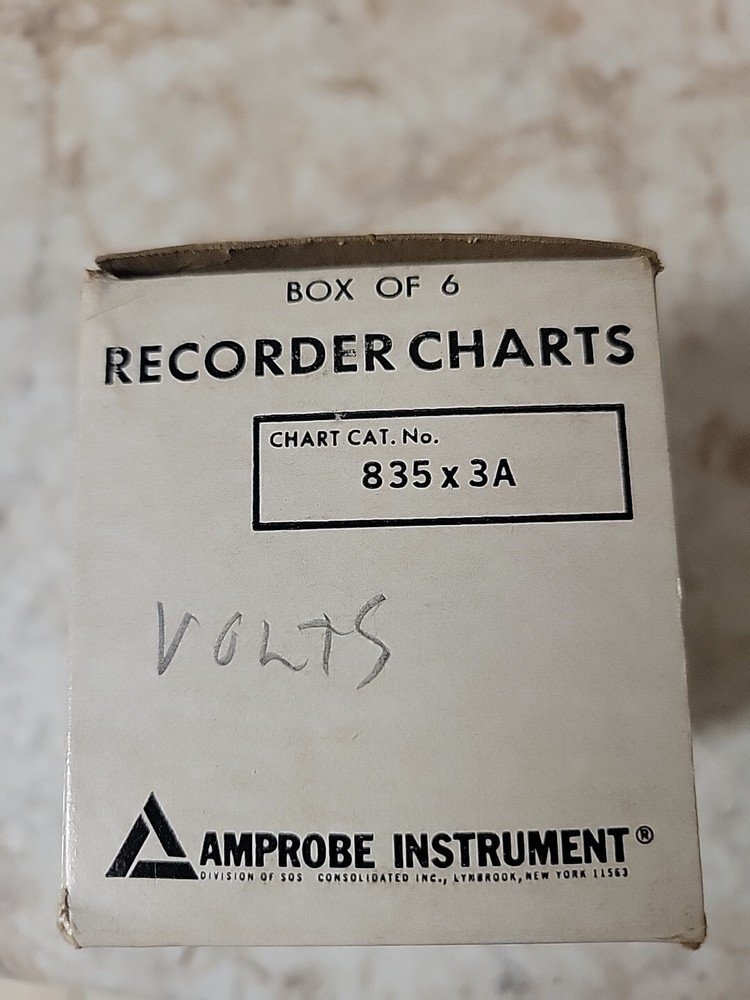 BOX OF 6
RECORDER CHARTS
CHART CAT. No.
835 x 3A
VOLTS
AMPROBE INSTRUMENT®
DIVISION OF SOS CONSOLIDATED INC., LYNBROOK, NEW YORK 11563